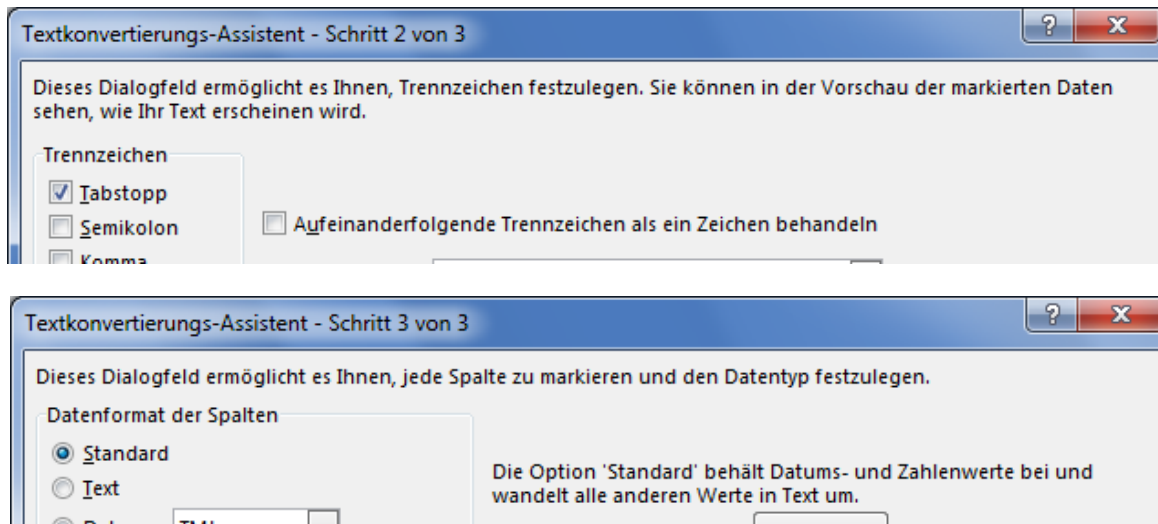 Textkonvertierungs-Assistent - Schritt 2 von 3
Dieses Dialogfeld ermöglicht es Ihnen, Trennzeichen festzulegen. Sie können in der Vorschau der markierten Daten
sehen, wie Ihr Text erscheinen wird.
Trennzeichen
Tabstopp
Semikolon
Aufeinanderfolgende Trennzeichen als ein Zeichen behandeln
Komma
Textkonvertierungs-Assistent - Schritt 3 von 3
Dieses Dialogfeld ermöglicht es Ihnen, jede Spalte zu markieren und den Datentyp festzulegen.
Datenformat der Spalten
Standard
Text
Die Option 'Standard' behält Datums- und Zahlenwerte bei und
wandelt alle anderen Werte in Text um.